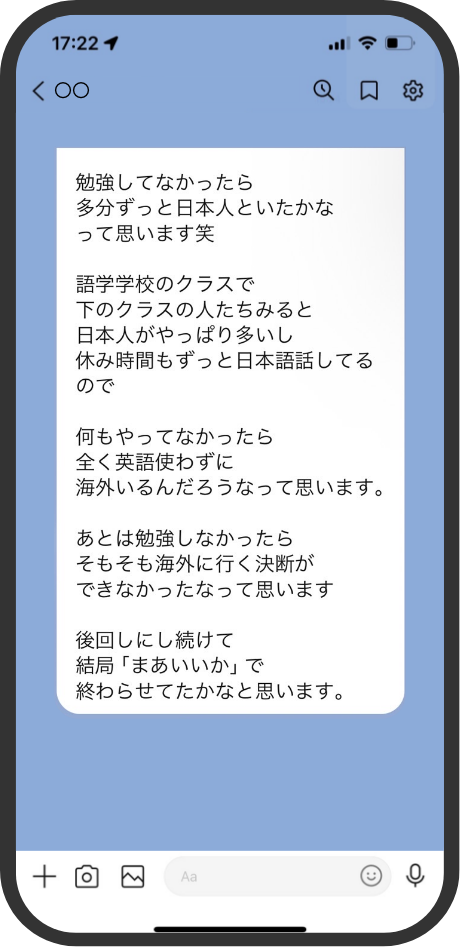 17:22
○○
勉強してなかったら
多分ずっと日本人といたかな
って思います笑
語学学校のクラスで
下のクラスの人たちみると
日本人がやっぱり多いし
休み時間もずっと日本語話してる
ので
何もやってなかったら
全く英語使わずに
海外いるんだろうなって思います。
あとは勉強しなかったら
そもそも海外に行く決断が
できなかったなって思います
後回しにし続けて
結局「まあいいか」で
終わらせてたかなと思います。
Aa